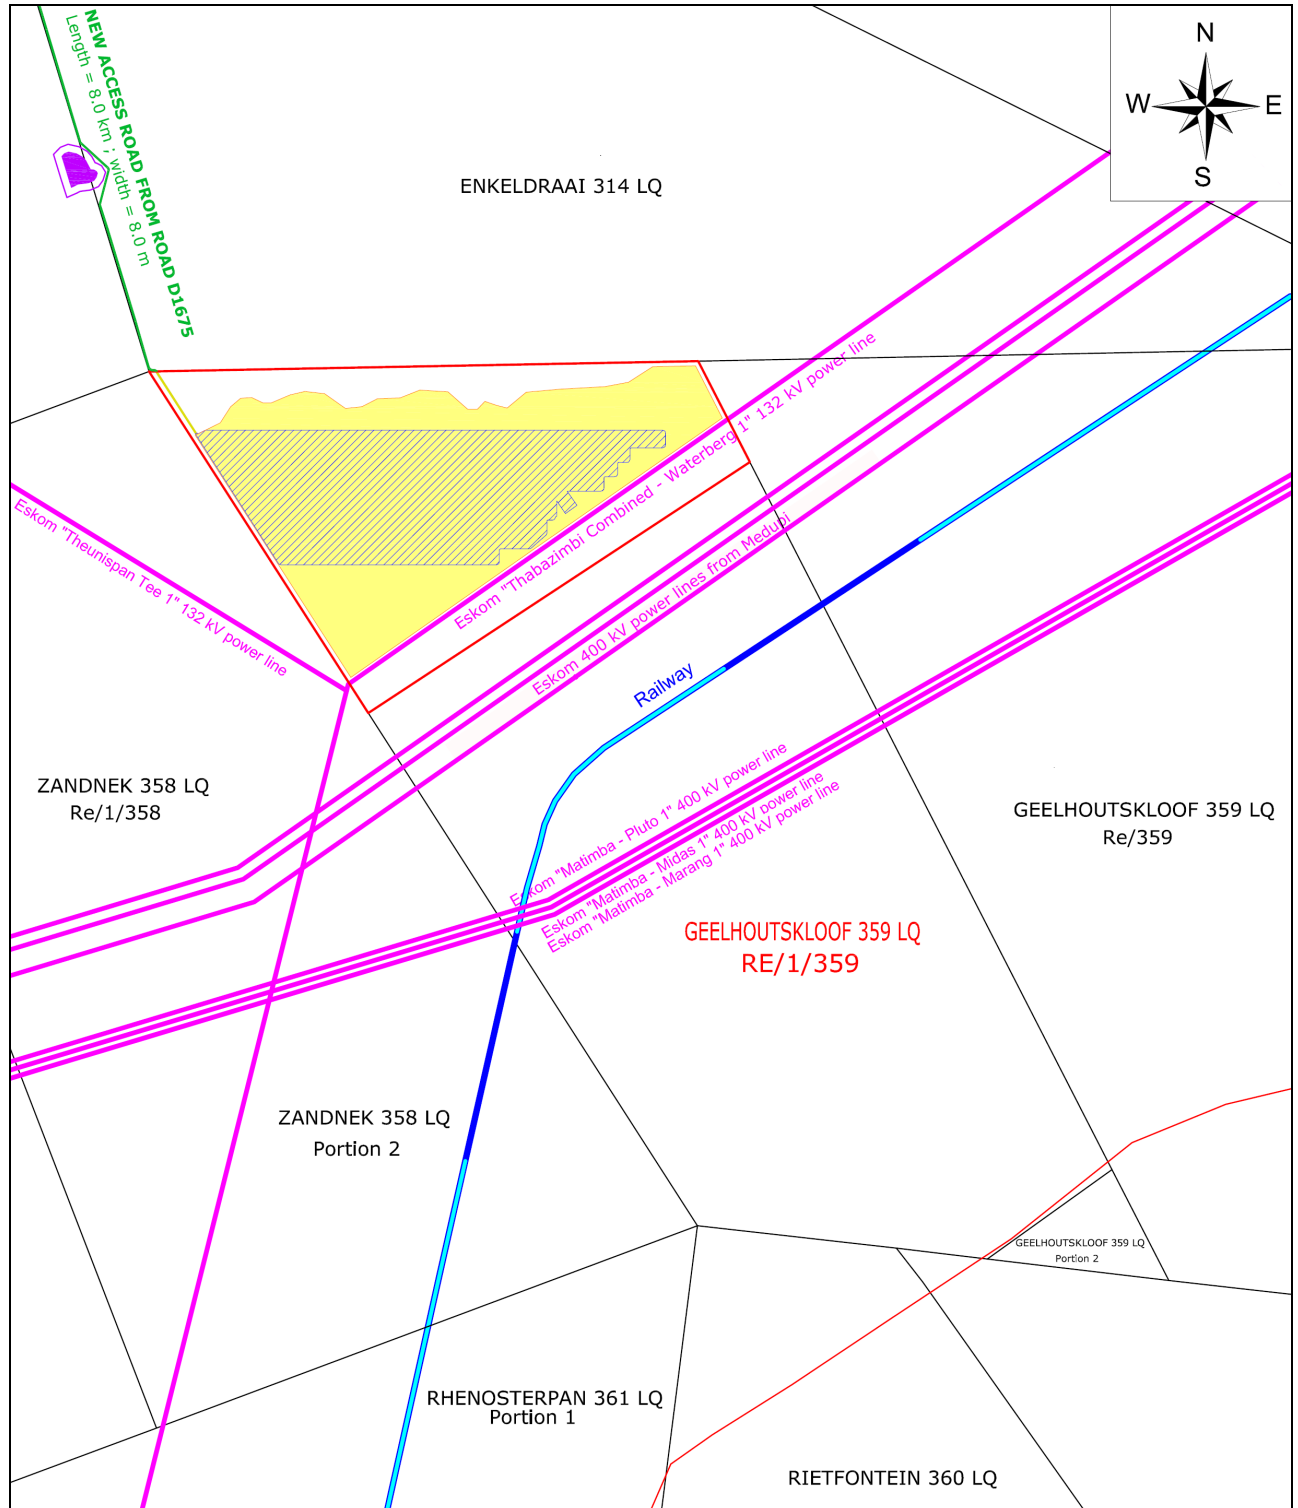 NEW ACCESS ROAD FROM ROAD D1675
Length = 8.0 km ; width = 8.0 m
N
W
E
S
ENKELDRAAI 314 LQ
Eskom "Thabazimbi Combined - Waterberg 1" 132 kV power line
Eskom "Theunispan Tee 1" 132 kV power line
Eskom 400 kV power lines from Medupi
Railway
ZANDNEK 358 LQ
Re/1/358
Eskom "Matimba - Pluto 1" 400 kV power line
Eskom "Matimba - Midas 1" 400 kV power line
Eskom "Matimba - Marang 1" 400 kV power line
GEELHOUTSKLOOF 359 LQ
Re/359
GEELHOUTSKLOOF 359 LQ
RE/1/359
ZANDNEK 358 LQ
Portion 2
GEELHOUTSKLOOF 359 LQ
Portion 2
RHENOSTERPAN 361 LQ
Portion 1
RIETFONTEIN 360 LQ